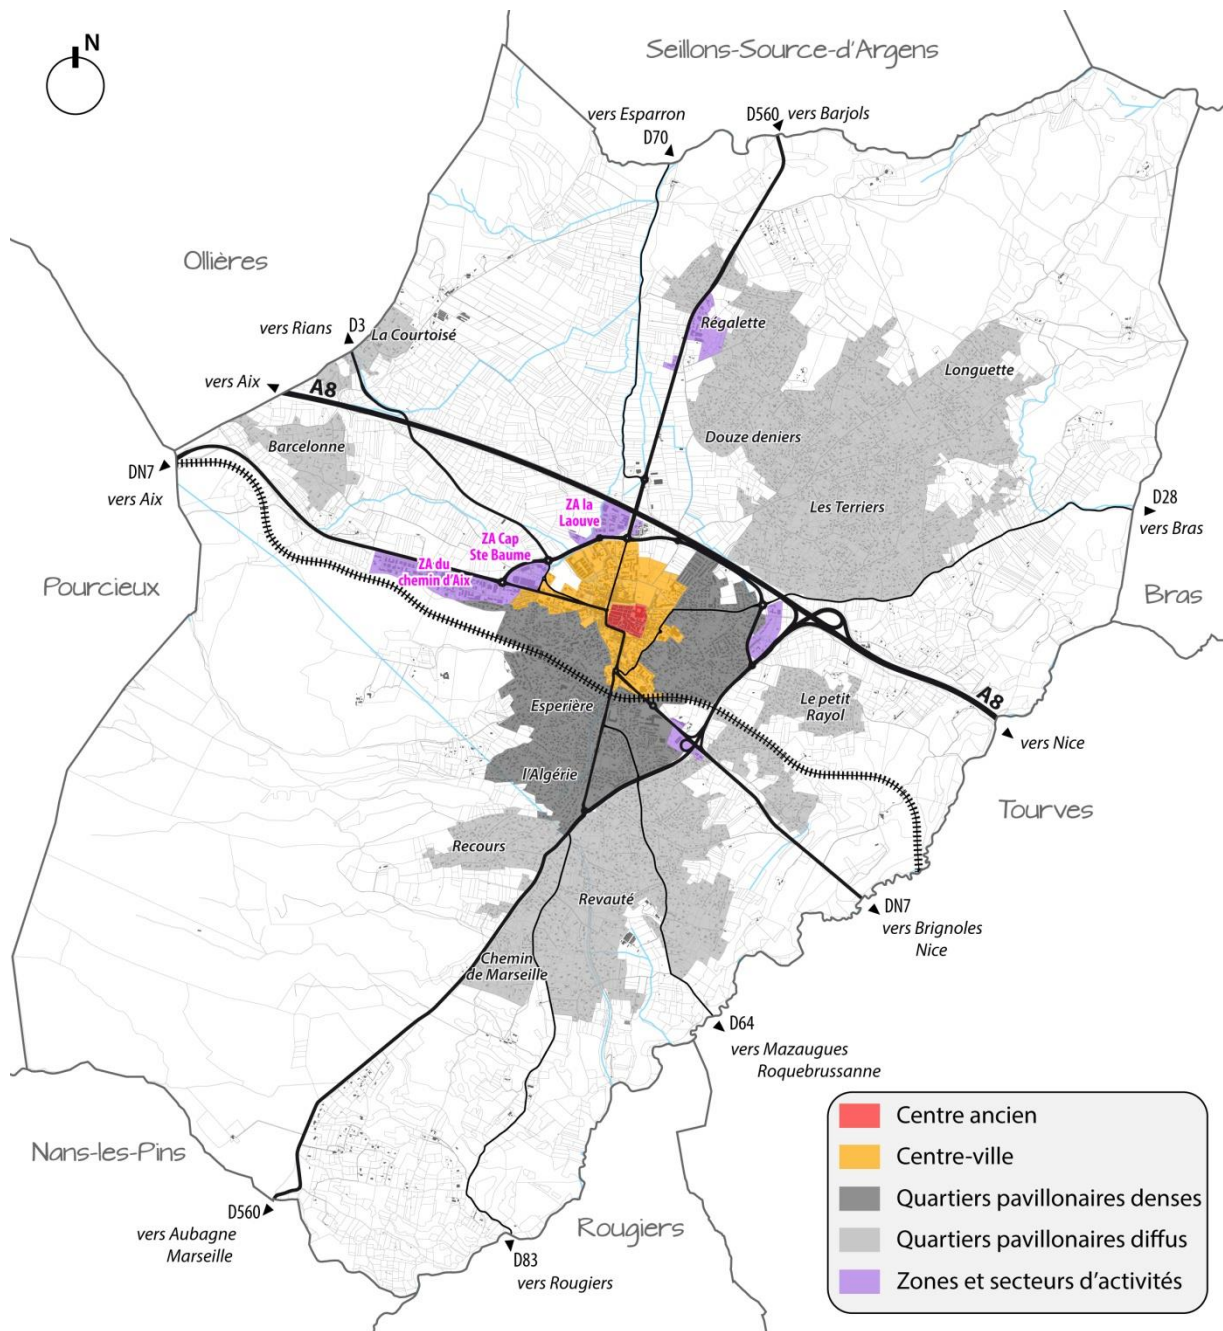 N
Seillons-Source-d'Argens
vers Esparron
D70
D560
vers Barjols
Ollières
vers Rians
D3
La Courtoisé
Régalette
vers Aix
A8
Longuette
Barcelonne
Douze deniers
DN7
vers Aix
ZA la
Laouve
Les Terriers
D28
vers Bras
ZA Cap
Ste Baume
ZA du
chemin d'Aix
Pourcieux
Bras
Esperière
Le petit
Rayol
A8
vers Nice
l'Algérie
Tourves
Recours
Revauté
DN7
vers Brignoles
Nice
Chemin
de Marseille
D64
vers Mazaugues
Roquebrussanne
Nans-les-Pins
D560
vers Aubagne
Marseille
Rougiers
D83
vers Rougiers
Centre ancien
Centre-ville
Quartiers pavillonaires denses
Quartiers pavillonaires diffus
Zones et secteurs d'activités